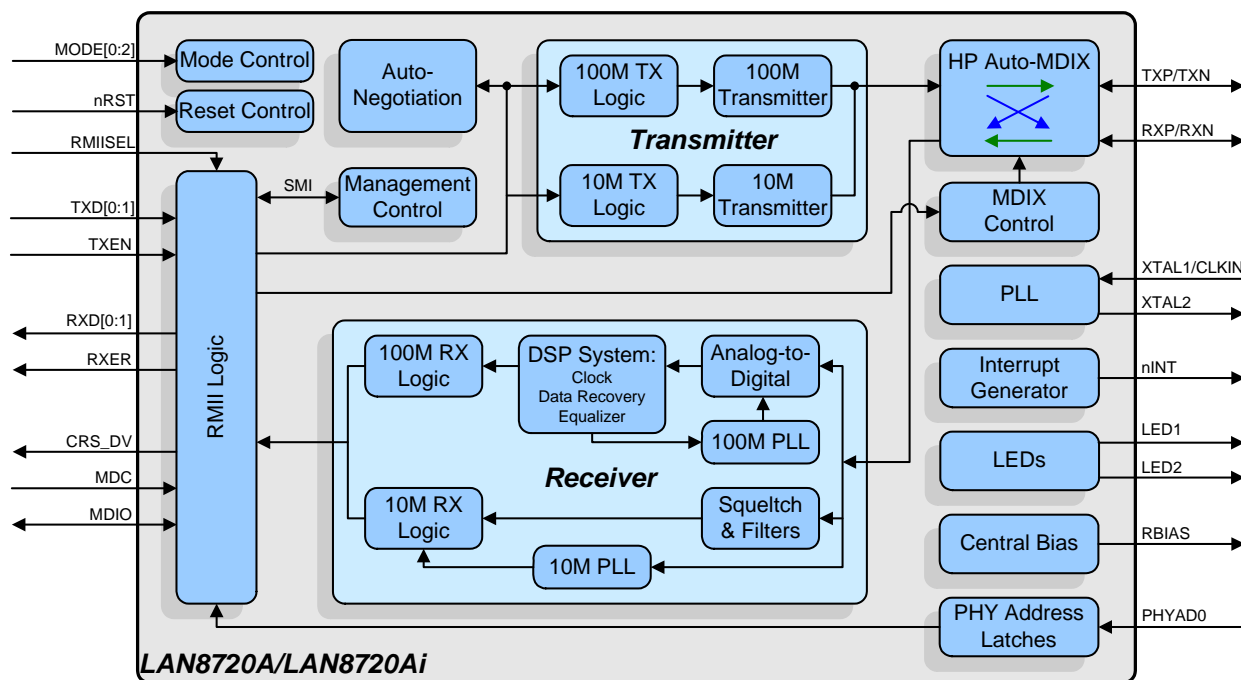 MODE[0:2]
nRST
RMIISEL
TXD[0:1]
TXEN
RXD[0:1]
RXER
CRS_DV
MDC
MDIO
Mode Control
Reset Control
RMII Logic
SMI
Auto-
Negotiation
Management
Control
100M TX
Logic
100M
Transmitter
Transmitter
10M TX
Logic
10M
Transmitter
100M RX
Logic
DSP System:
Clock
Data Recovery
Equalizer
Analog-to-
Digital
100M PLL
Receiver
10M RX
Logic
Squeltch
& Filters
10M PLL
HP Auto-MDIX
MDIX
Control
PLL
Interrupt
Generator
LEDs
Central Bias
PHY Address
Latches
TXP/TXN
RXP/RXN
XTAL1/CLKIN
XTAL2
nINT
LED1
LED2
RBIAS
PHYAD0
LAN8720A/LAN8720Ai